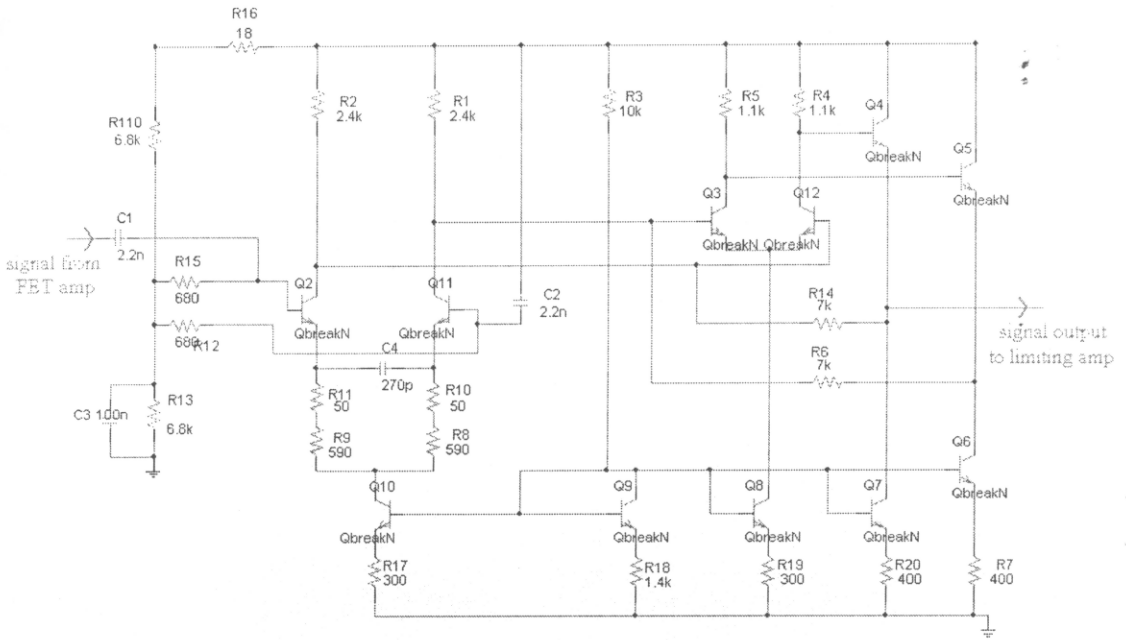 R16
18
R110
6.8k
R2
2.4k
R1
2.4k
R3
10k
R5
1.1k
R4
1.1k
Q4
QbreakN
Q5
QbreakN
Q3
QbreakN
Q12
QbreakN
C1
2.2n
signal from
FET amp
R15
680
Q2
QbreakN
Q11
QbreakN
C2
2.2n
R14
7k
signal output
to limiting amp
680
R12
C4
270p
R6
7k
R11
50
R10
50
C3 100n
R13
6.8k
R9
590
R8
590
Q6
QbreakN
Q10
QbreakN
Q9
QbreakN
Q8
QbreakN
Q7
QbreakN
R17
300
R18
1.4k
R19
300
R20
400
R7
400